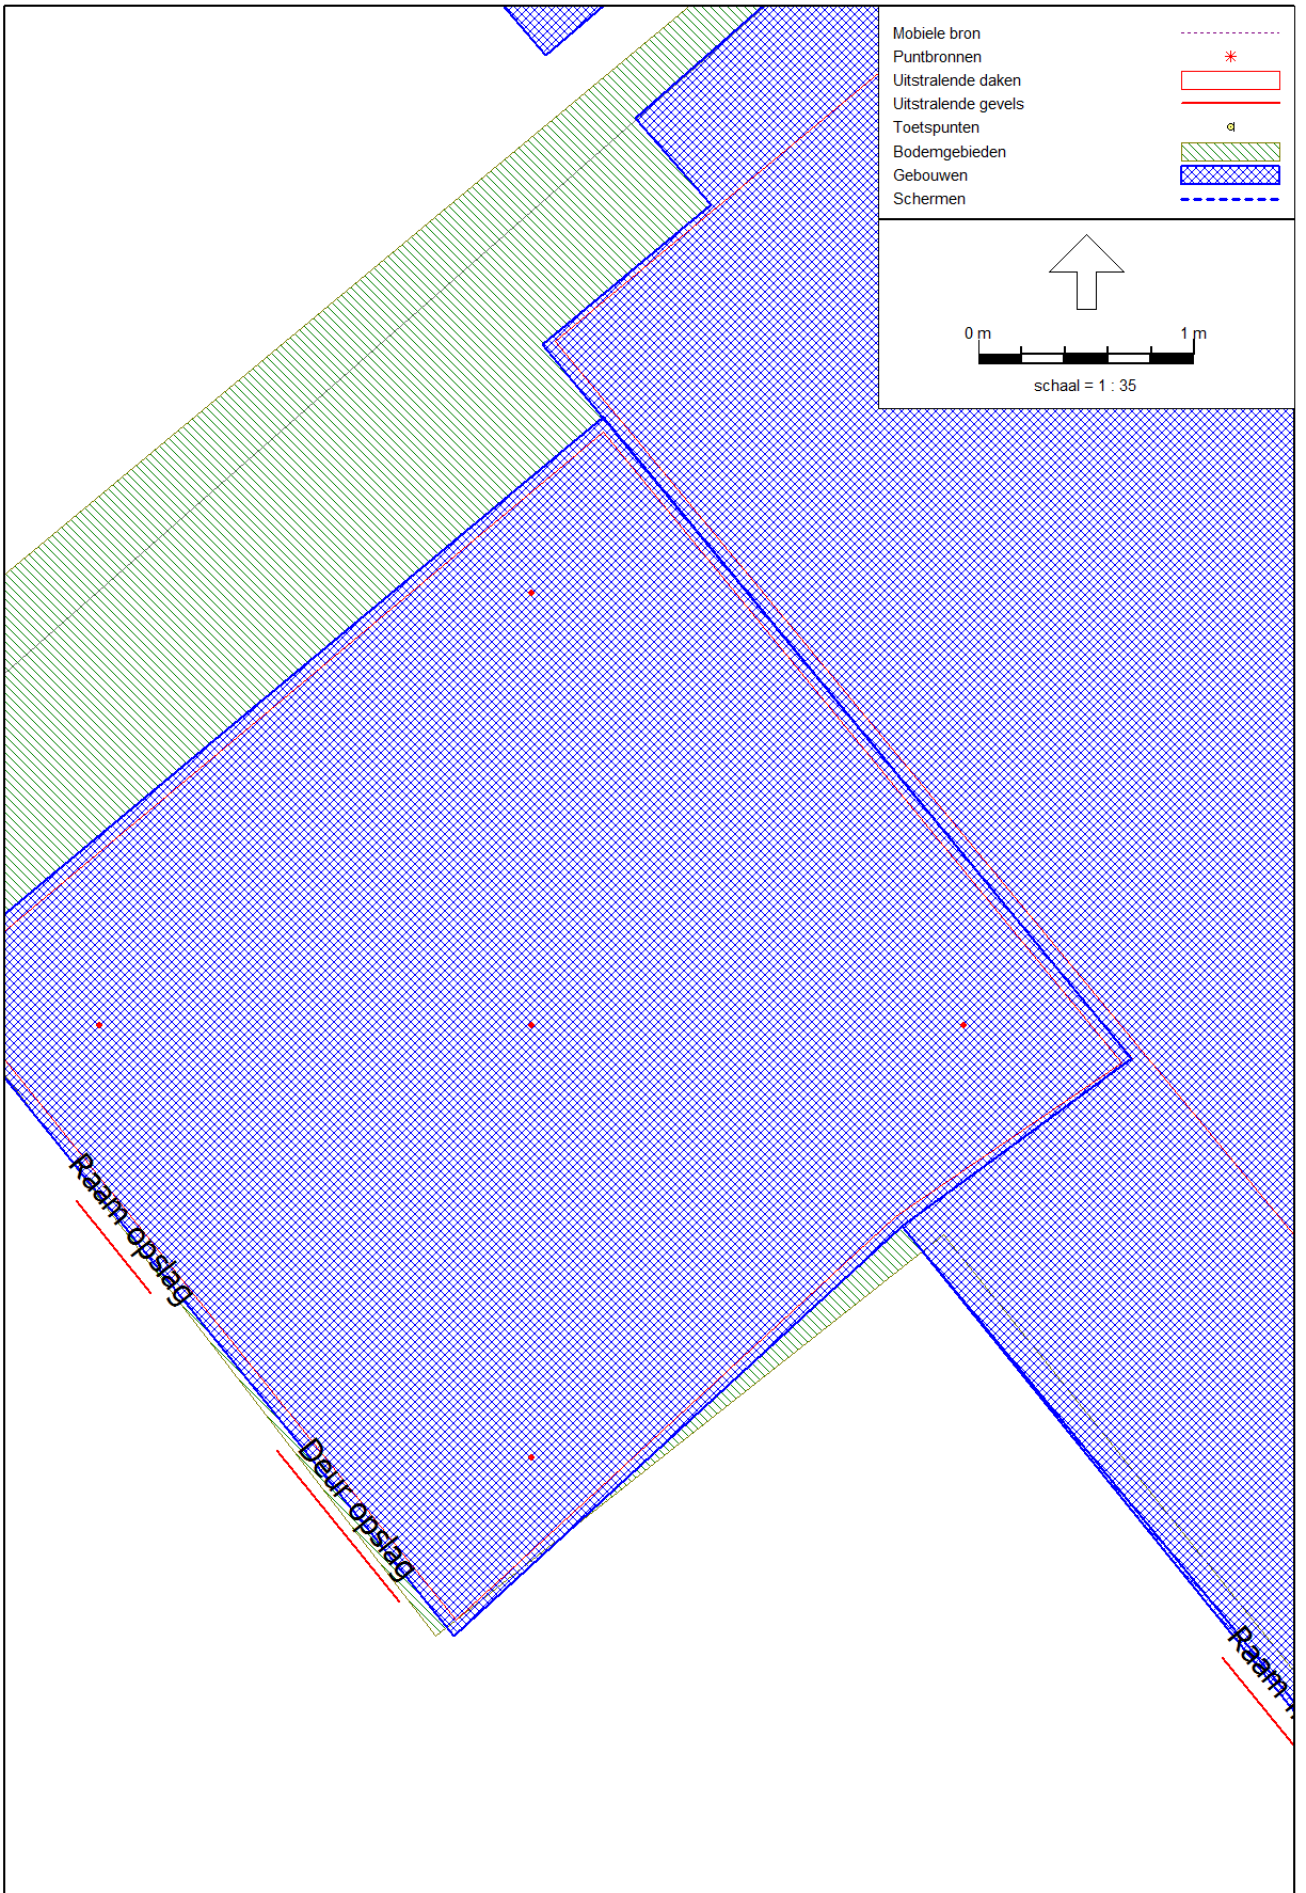 Mobiele bron
Puntbronnen
Uitstralende daken
Uitstralende gevels
Toetspunten
Bodemgebieden
Gebouwen
Schermen
0 m 1 m
schaal = 1 : 35
Raam opslag
Deur opslag
Raam